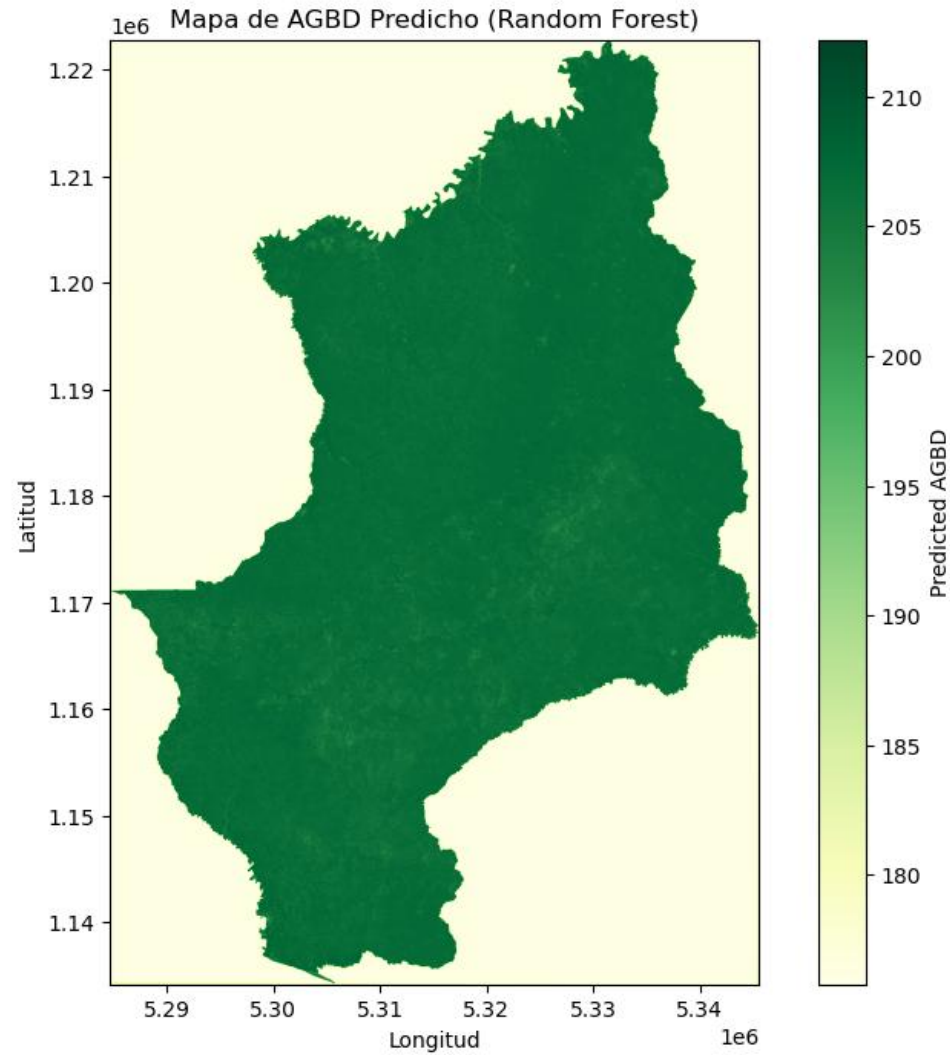 Mapa de AGBD Predicho (Random Forest)
1e6
1.22
1.21
1.20
1.19
1.18
1.17
1.16
1.15
1.14
Latitud
5.29 5.30 5.31 5.32 5.33 5.34
1e6
Longitud
210
205
200
195
190
185
180
Predicted AGBD